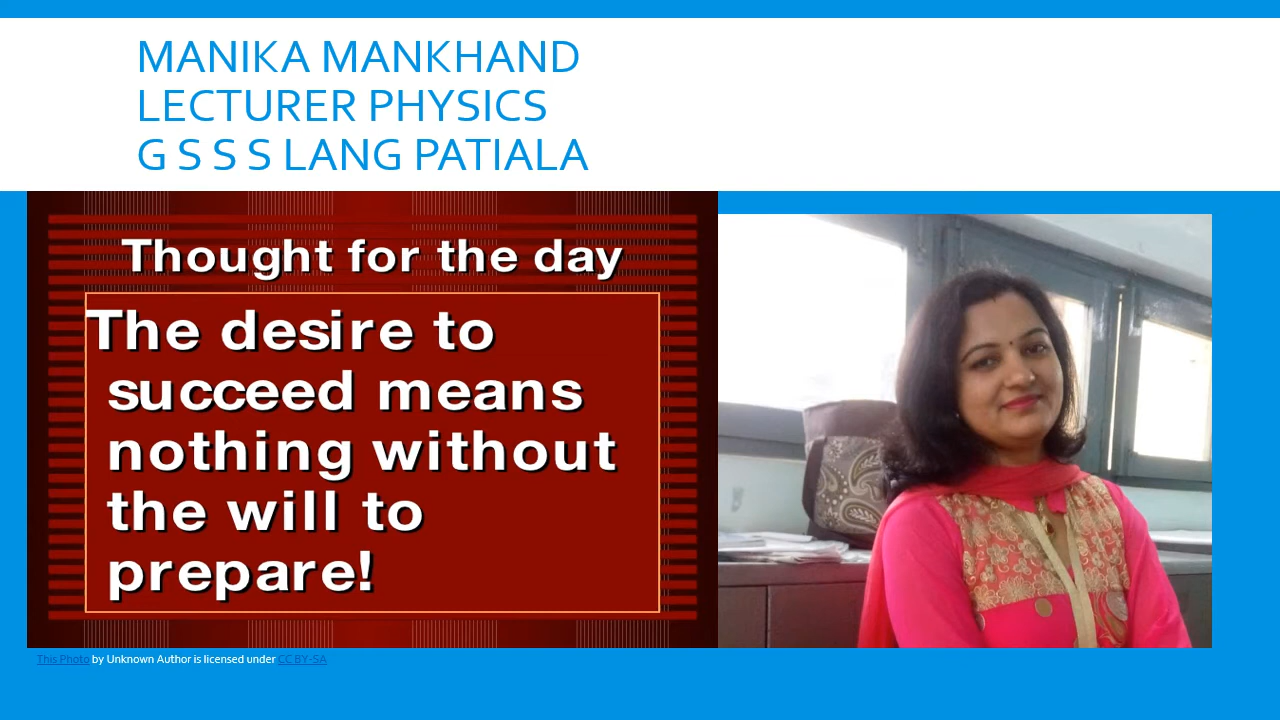 MANIKA MANKHAND
LECTURER PHYSICS
G S S S LANG PATIALA
Thought for the day
The desire to
succeed means
nothing without
the will to
prepare!
This Photo by Unknown Author is licensed under CC BY-SA